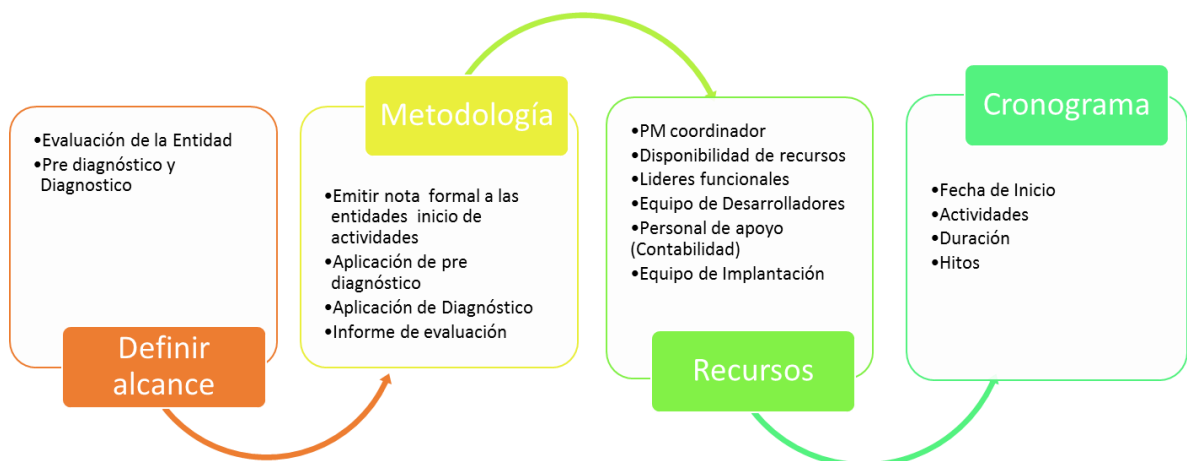 •Evaluación de la Entidad
•Pre diagnóstico y
Diagnostico
Definir
alcance
Metodología
•Emitir nota formal a las
entidades inicio de
actividades
•Aplicación de pre
diagnóstico
•Aplicación de Diagnóstico
•Informe de evaluación
•PM coordinador
•Disponibilidad de recursos
•Lideres funcionales
•Equipo de Desarrolladores
•Personal de apoyo
(Contabilidad)
•Equipo de Implantación
Recursos
Cronograma
•Fecha de Inicio
•Actividades
•Duración
•Hitos